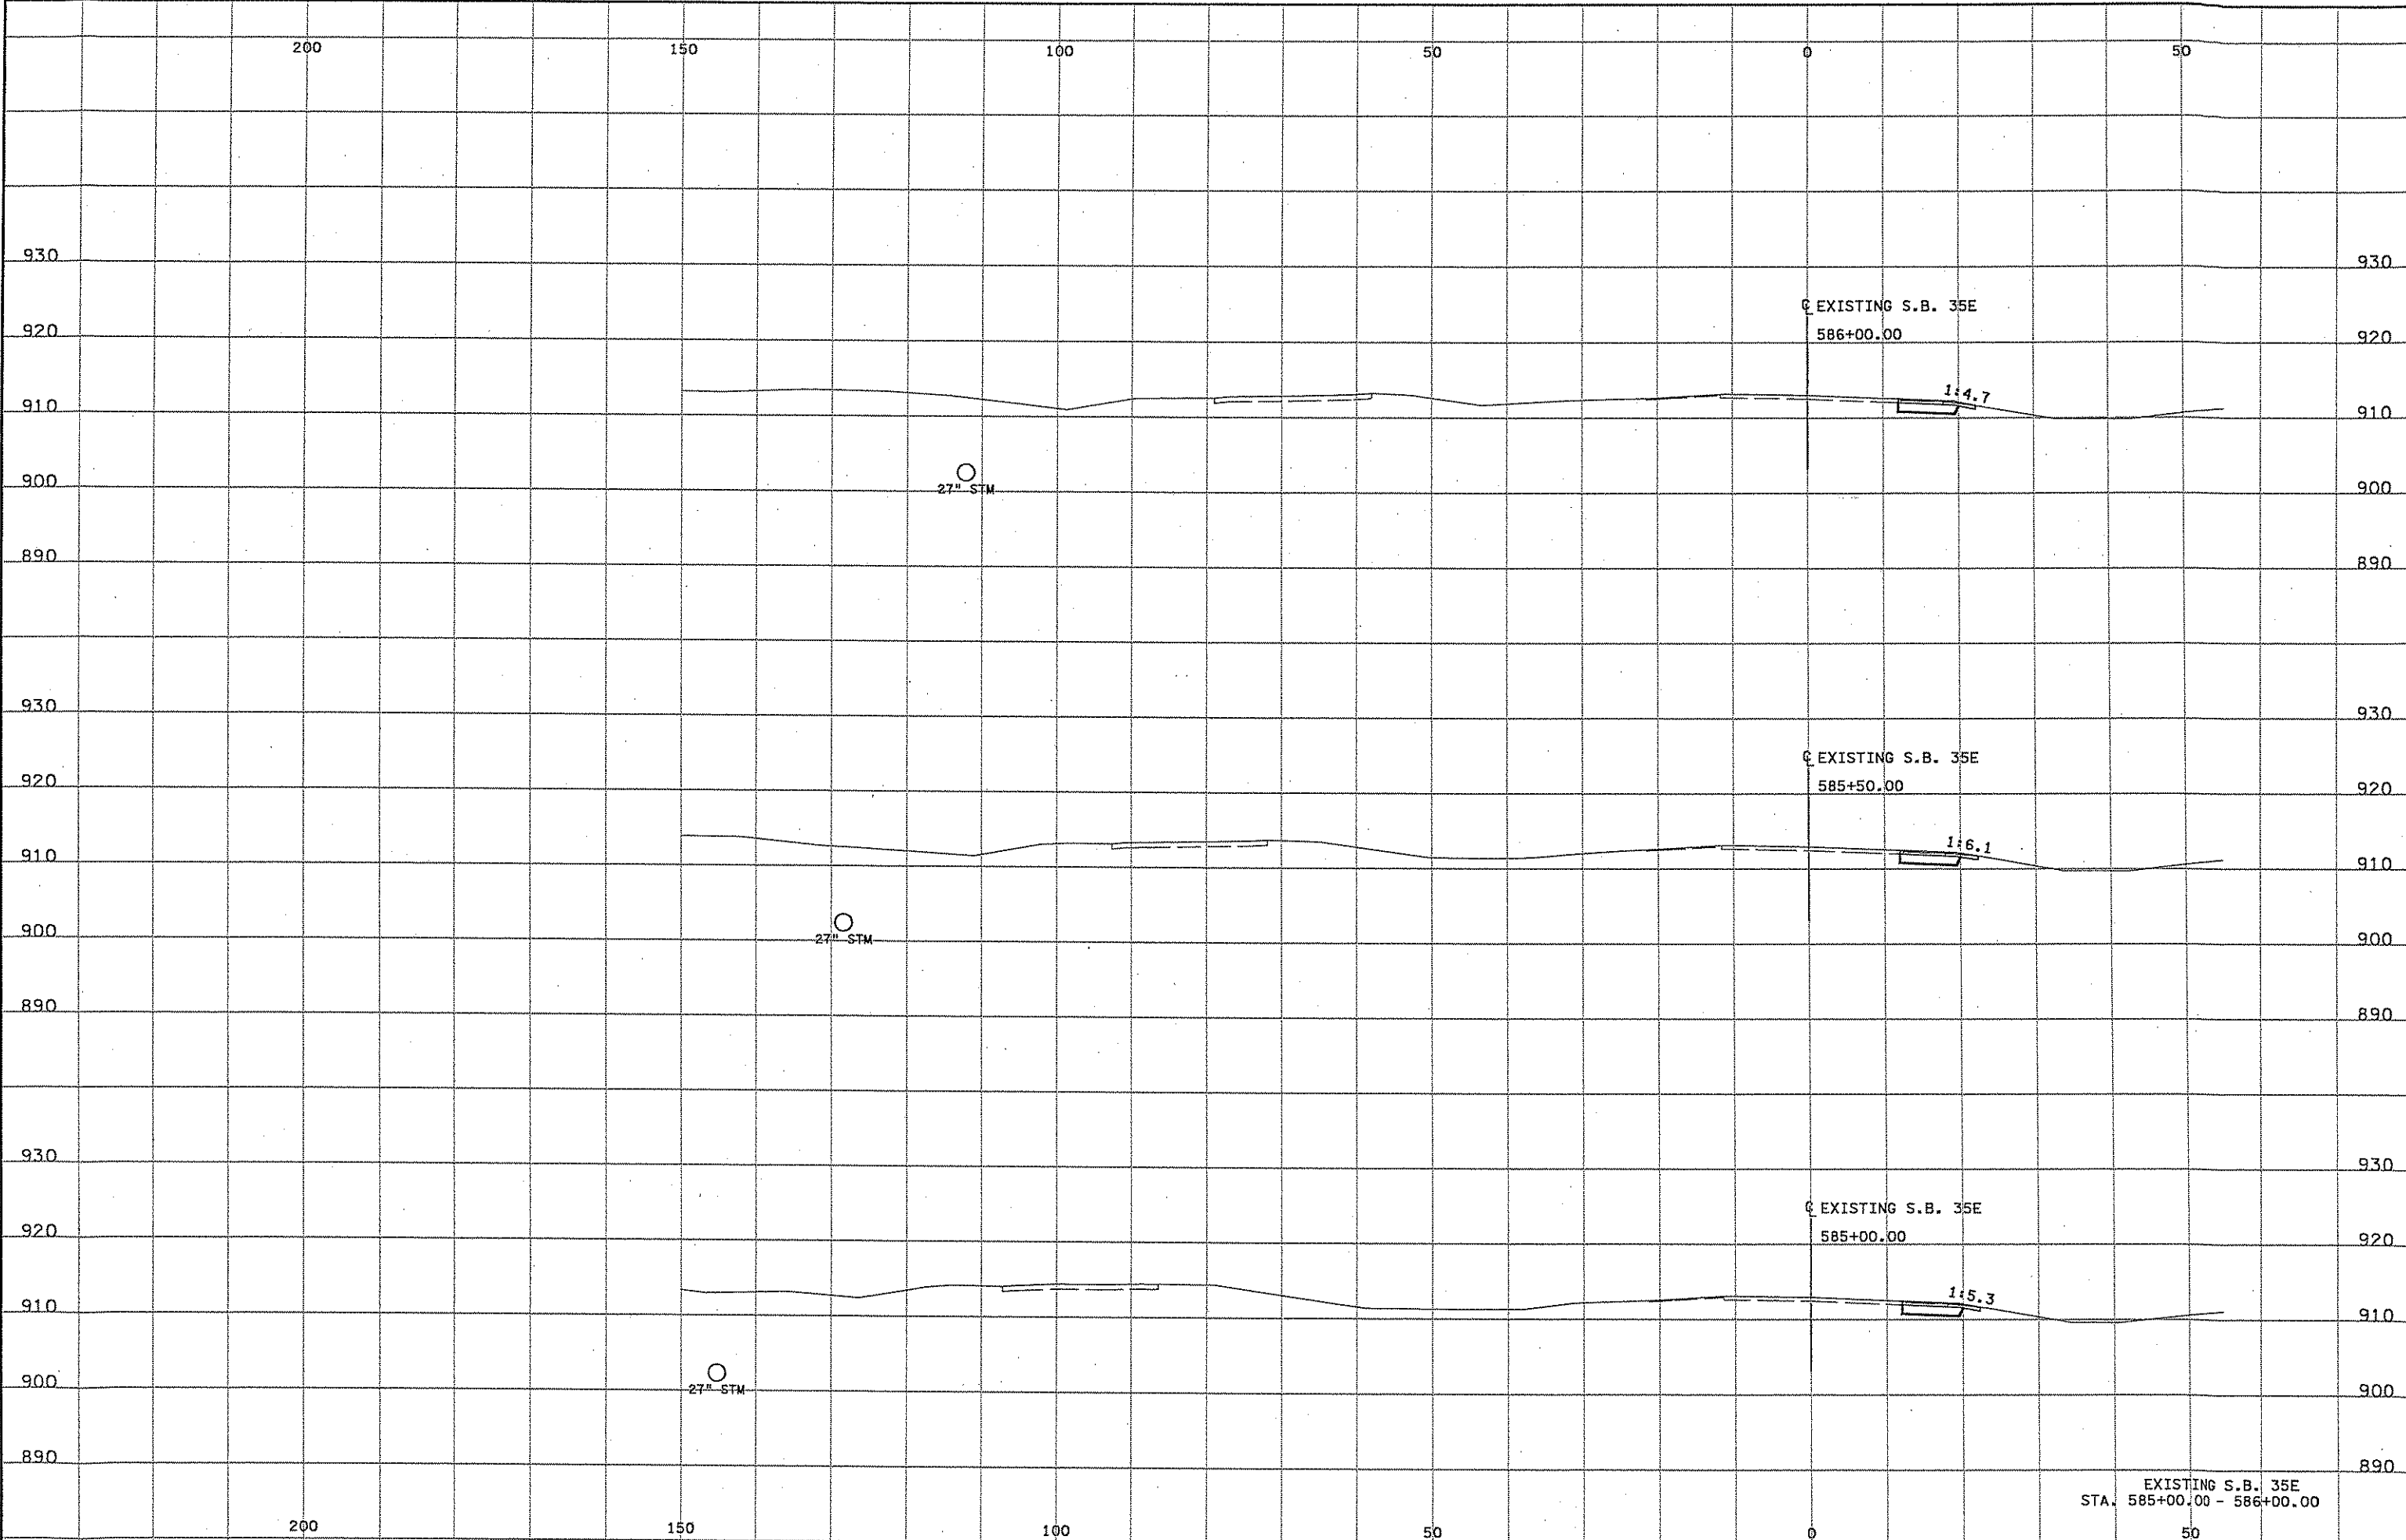 200 150 100 50 0 50
930 930
℄ EXISTING S.B. 35E
920 586+00.00 920
1:4.7
910 910
900 27" STM 900
890 890
930 930
℄ EXISTING S.B. 35E
920 585+50.00 920
1:6.1
910 910
900 27" STM 900
890 890
930 930
℄ EXISTING S.B. 35E
920 585+00.00 920
1:5.3
910 910
900 27" STM 900
890 890
EXISTING S.B. 35E
STA. 585+00.00 - 586+00.00
200 150 100 50 0 50